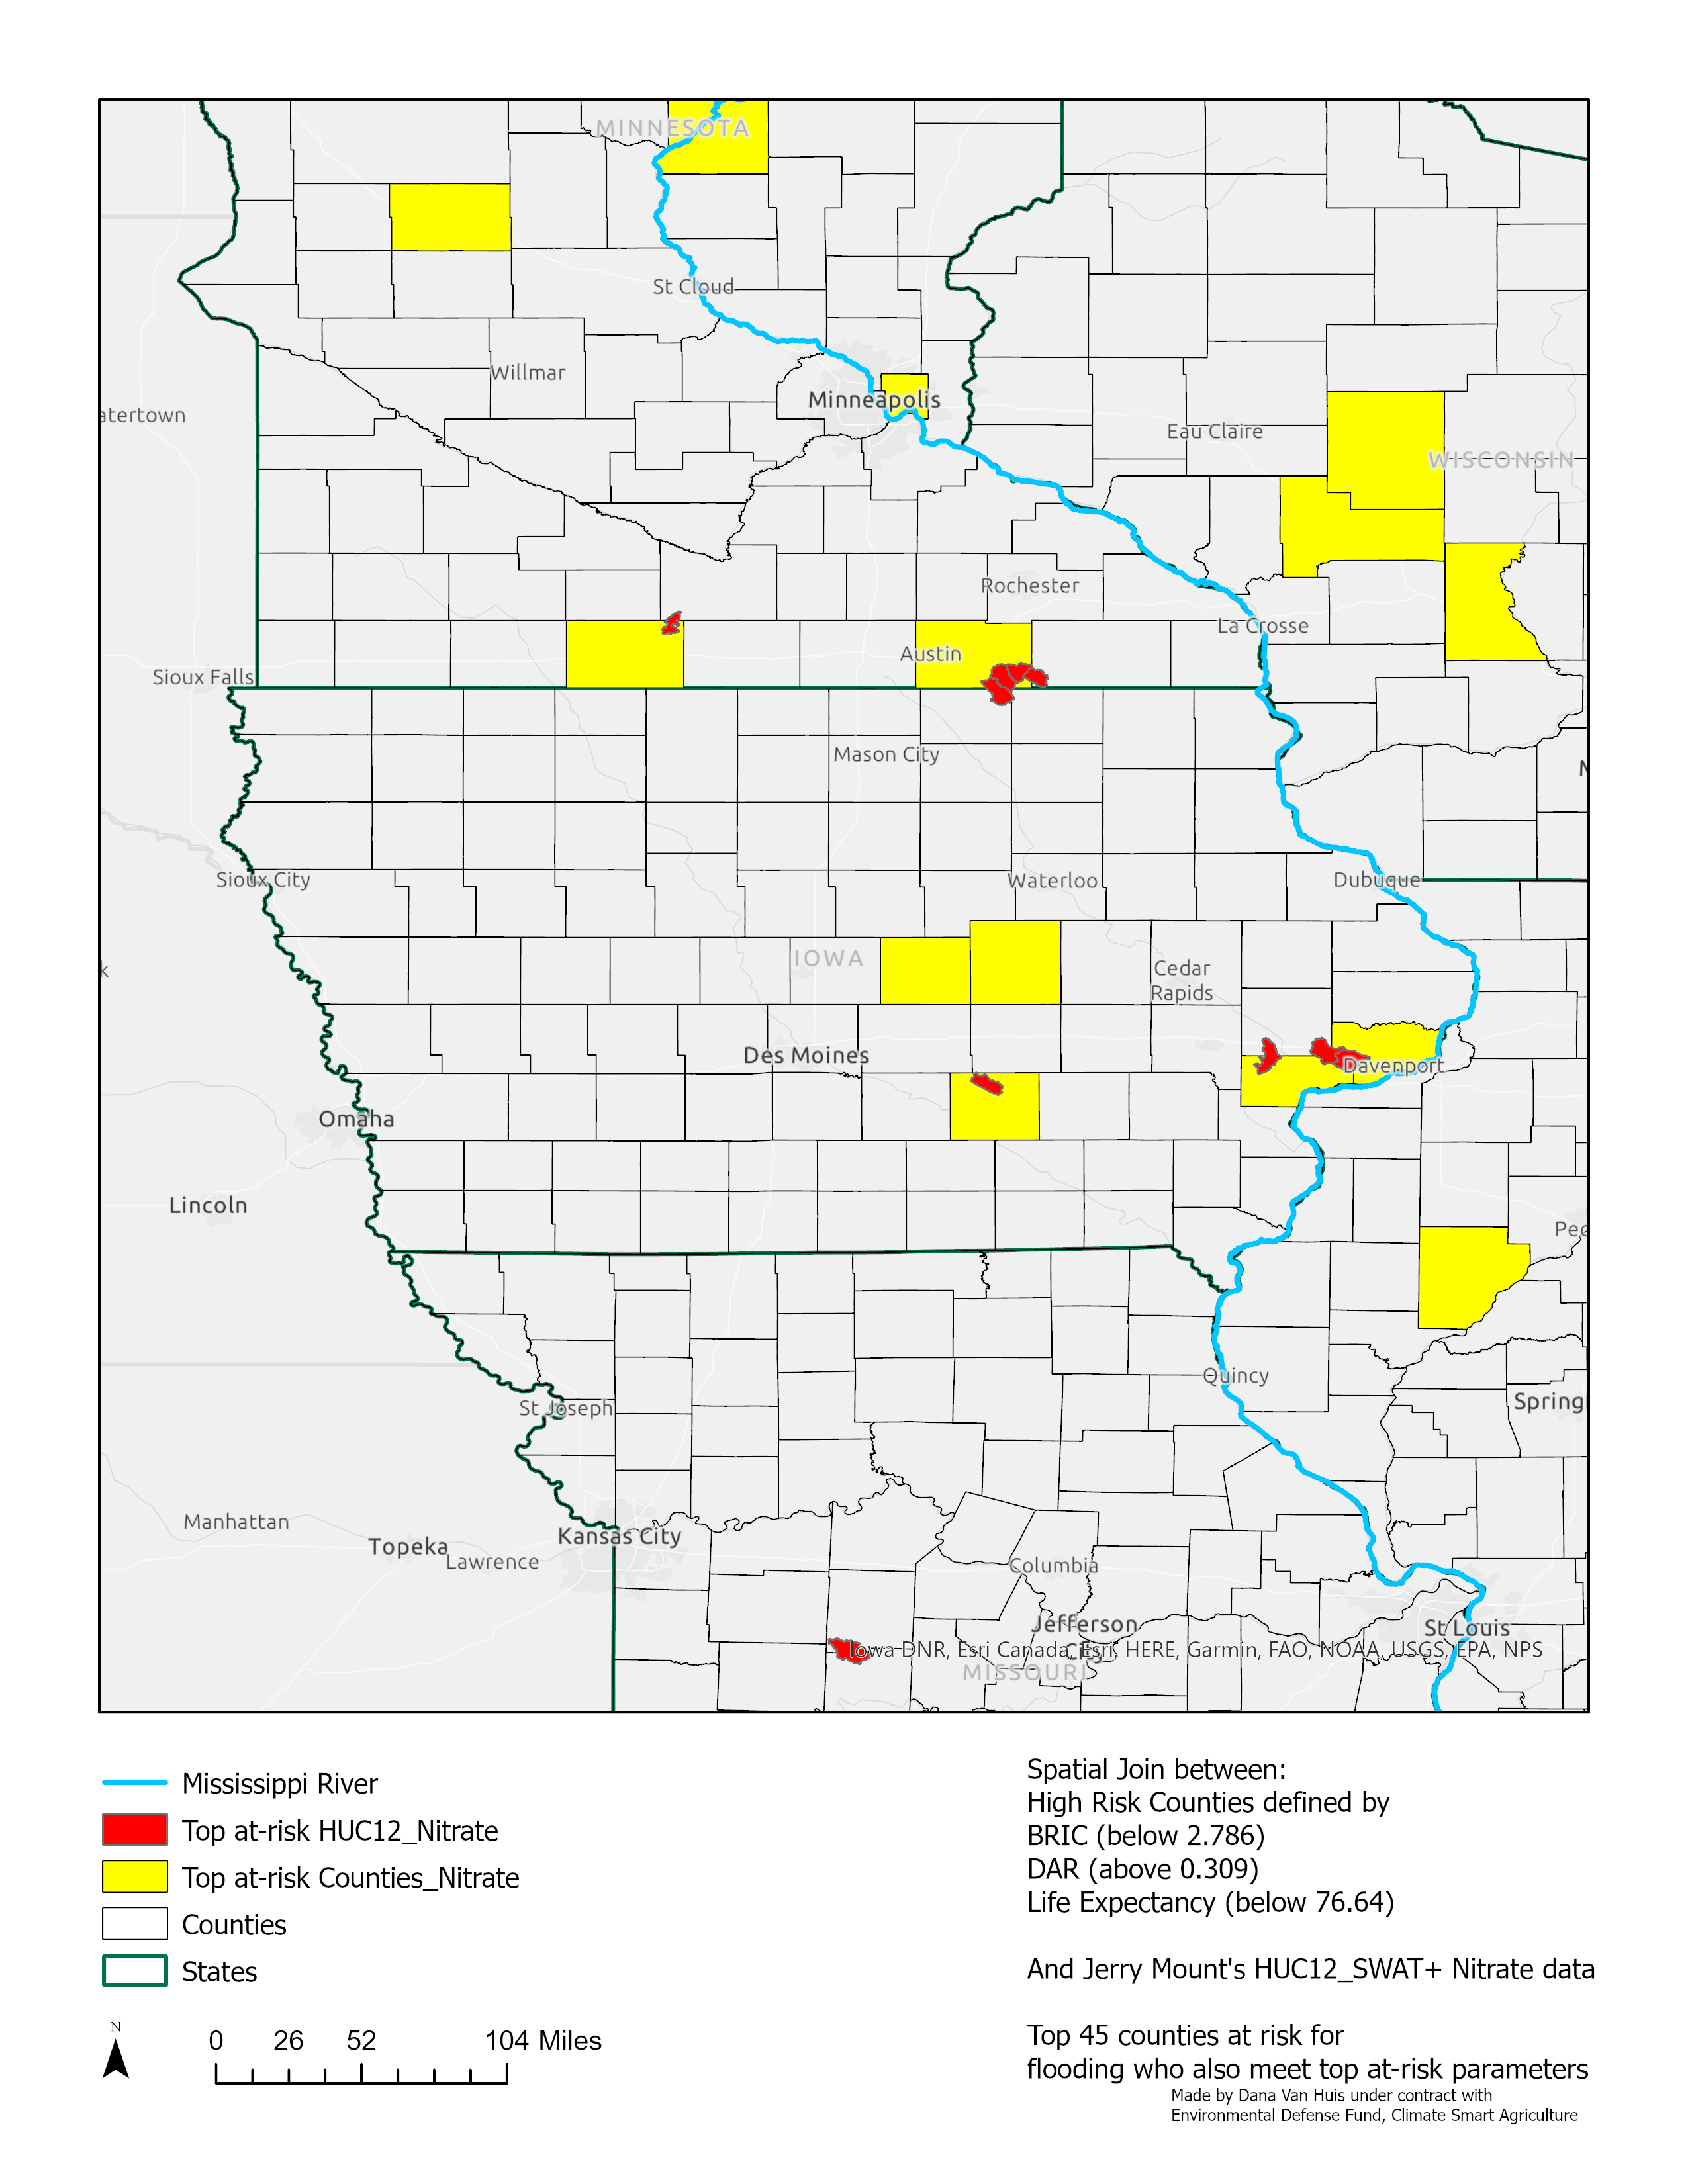 MINNESOTA
St Cloud
Willmar
atertown
Minneapolis
Eau Claire
WISCONSIN
Rochester
La Crosse
Austin
Sioux Falls
Mason City
Sioux City
Waterloo
Dubuque
IOWA
Cedar
Rapids
k
Des Moines
Davenport
Omaha
Lincoln
Pec
Quincy
St Joseph
Spring
Manhattan
Topeka
Lawrence
Kansas City
Columbia
Jefferson
City
St Louis
Iowa DNR, Esri Canada, Esri, HERE, Garmin, FAO, NOAA, USGS, EPA, NPS
MISSOURI
Mississippi River
Top at-risk HUC12_Nitrate
Top at-risk Counties_Nitrate
Counties
States
N
0 26 52 104 Miles
Spatial Join between:
High Risk Counties defined by
BRIC (below 2.786)
DAR (above 0.309)
Life Expectancy (below 76.64)
And Jerry Mount's HUC12_SWAT+ Nitrate data
Top 45 counties at risk for
flooding who also meet top at-risk parameters
Made by Dana Van Huis under contract with
Environmental Defense Fund, Climate Smart Agriculture